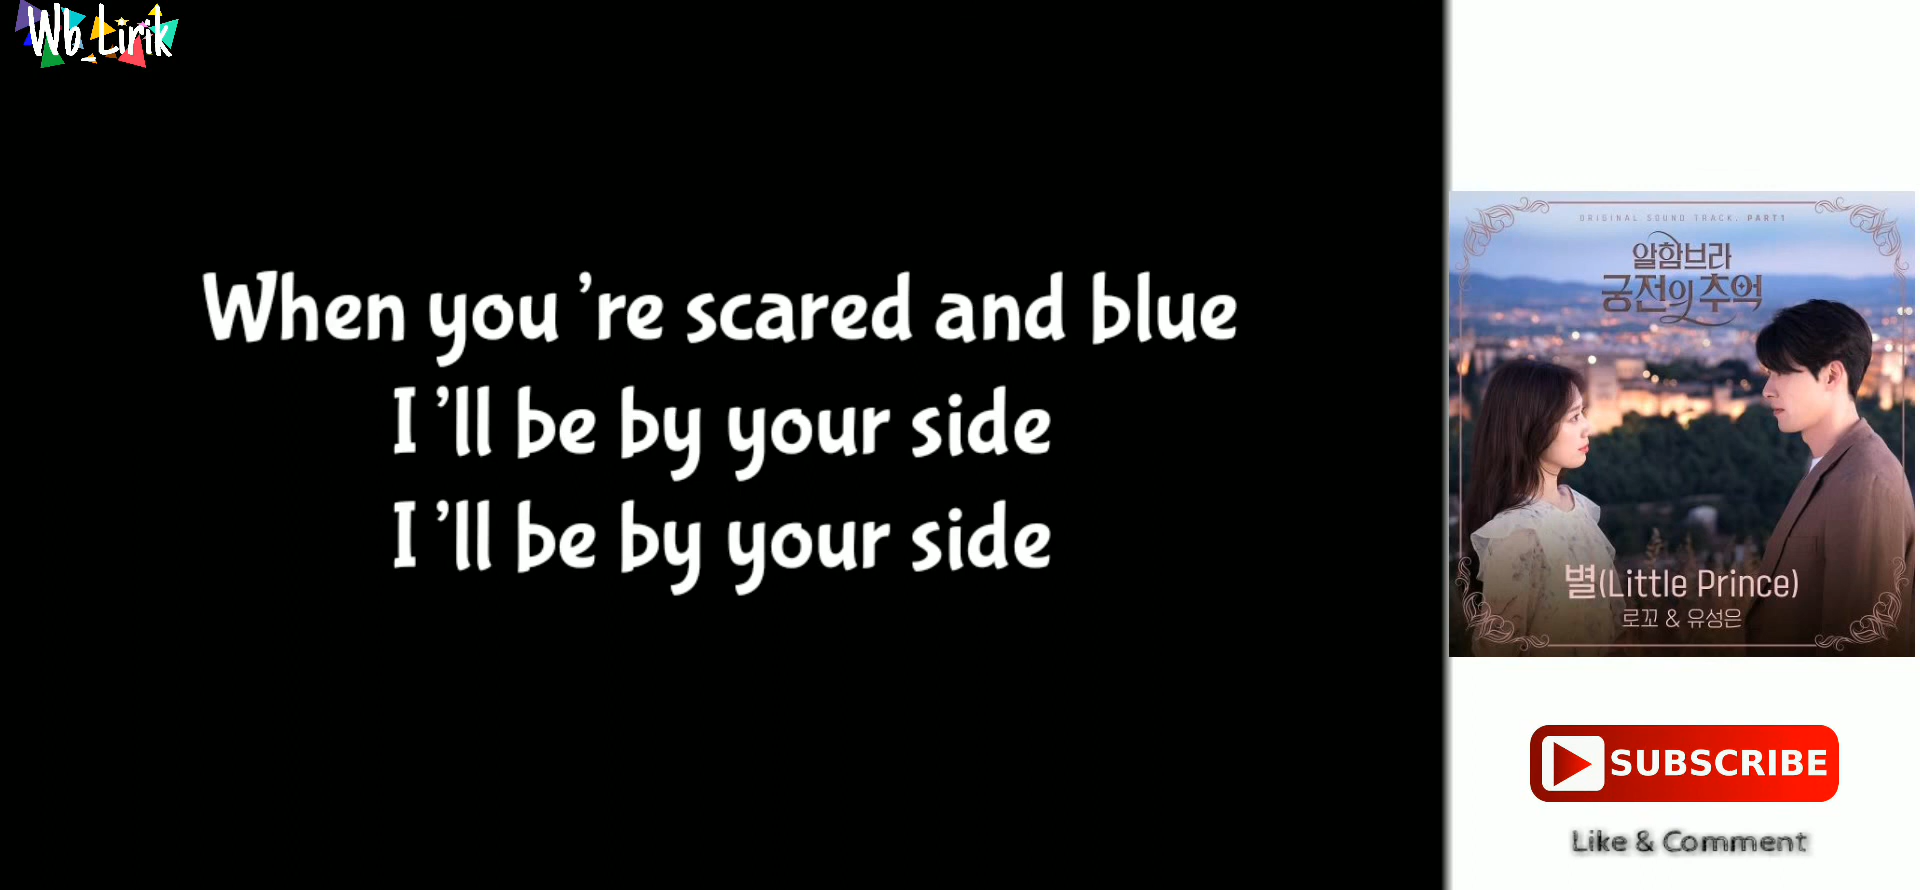 Wb Lirik
When you 're scared and blue
I 'll be by your side
I 'll be by your side
ORIGINAL SOUND TRACK. PART1
알함브라
궁전의 추억
별(Little Prince)
로꼬 & 유성은
SUBSCRIBE
Like & Comment